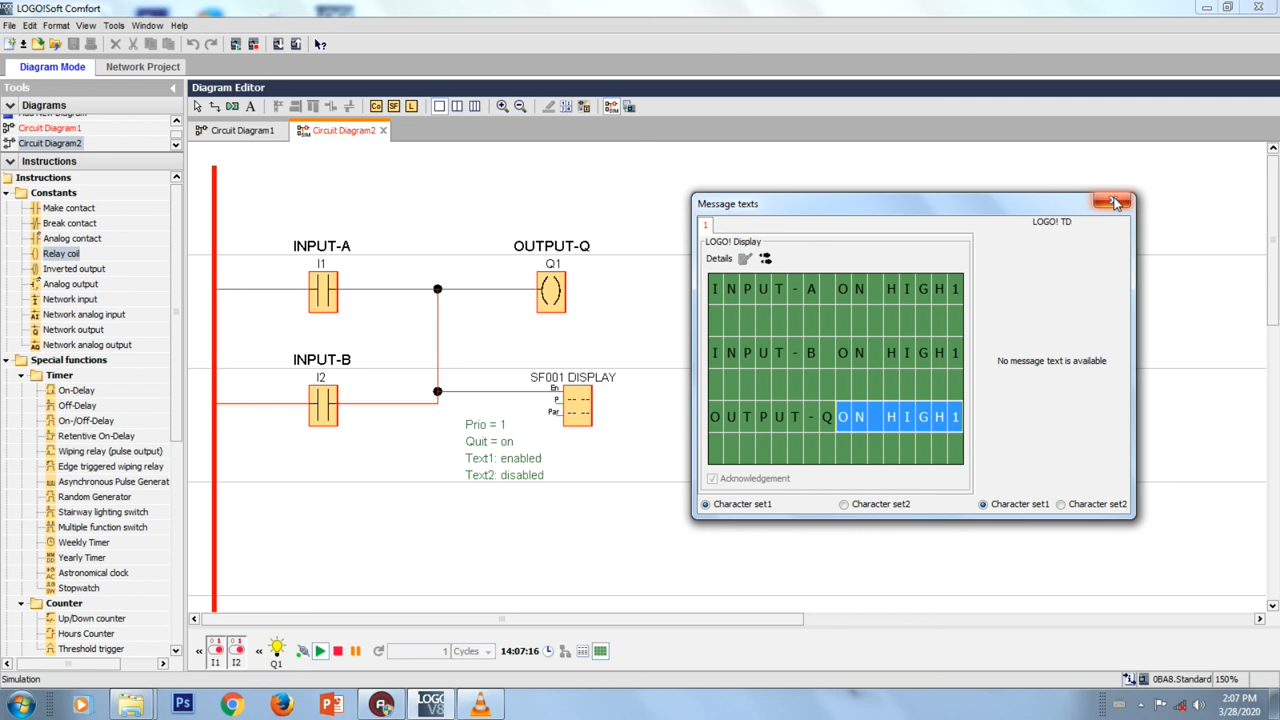 LOGO!Soft Comfort
File Edit Format View Tools Window Help
Diagram Mode Network Project
Tools
Diagram Editor
Diagrams
Co SF L
Add New Diagram
Circuit Diagram1
Circuit Diagram2
Circuit Diagram1 Circuit Diagram2
Instructions
Instructions
Constants
Make contact
Break contact
Analog contact
Relay coil
Inverted output
Analog output
Network input
Network analog input
Network output
Network analog output
Special functions
Timer
On-Delay
Off-Delay
On-/Off-Delay
Retentive On-Delay
Wiping relay (pulse output)
Edge triggered wiping relay
Asynchronous Pulse Generat
Random Generator
Stairway lighting switch
Multiple function switch
Weekly Timer
Yearly Timer
Astronomical clock
Stopwatch
Counter
Up/Down counter
Hours Counter
Threshold trigger
INPUT-A OUTPUT-Q
I1 Q1
INPUT-B
I2 SF001 DISPLAY
En
P
Par
Prio = 1
Quit = on
Text1: enabled
Text2: disabled
Message texts
1
LOGO! TD
LOGO! Display
Details
INPUT-A ON HIGH1
INPUT-B ON HIGH1
OUTPUT-QON HIGH1
No message text is available
Acknowledgement
Character set1 Character set2 Character set1 Character set2
I1 I2 Q1 1 Cycles 14:07:16
Simulation 0BA8.Standard 150%
Ps LOGO V8
2:07 PM
3/28/2020